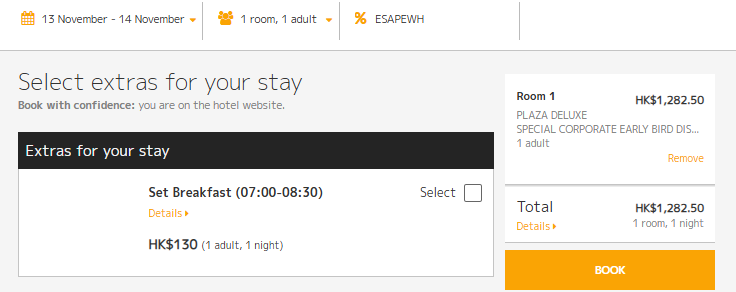 13 November - 14 November
1 room, 1 adult
ESAPEWH
Select extras for your stay
Book with confidence: you are on the hotel website.
Extras for your stay
Set Breakfast (07:00-08:30)
Select
Details
HK$130 (1 adult, 1 night)
Room 1
HK$1,282.50
PLAZA DELUXE
SPECIAL CORPORATE EARLY BIRD DIS...
1 adult
Remove
Total
HK$1,282.50
Details
1 room, 1 night
BOOK